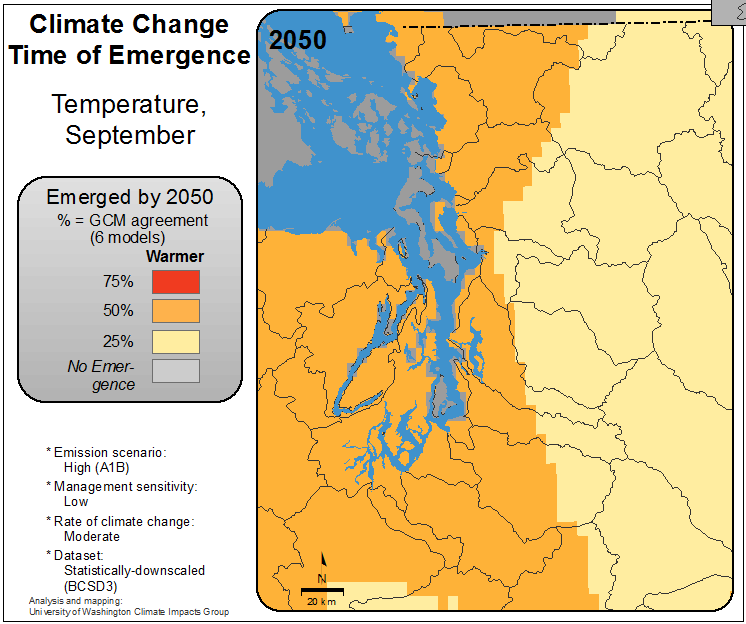 Climate Change
Time of Emergence
Temperature,
September
Emerged by 2050
% = GCM agreement
(6 models)
Warmer
75%
50%
25%
No Emer-
gence
* Emission scenario:
High (A1B)
* Management sensitivity:
Low
* Rate of climate change:
Moderate
* Dataset:
Statistically-downscaled
(BCSD3)
Analysis and mapping:
University of Washington Climate Impacts Group
2050
N
20 km